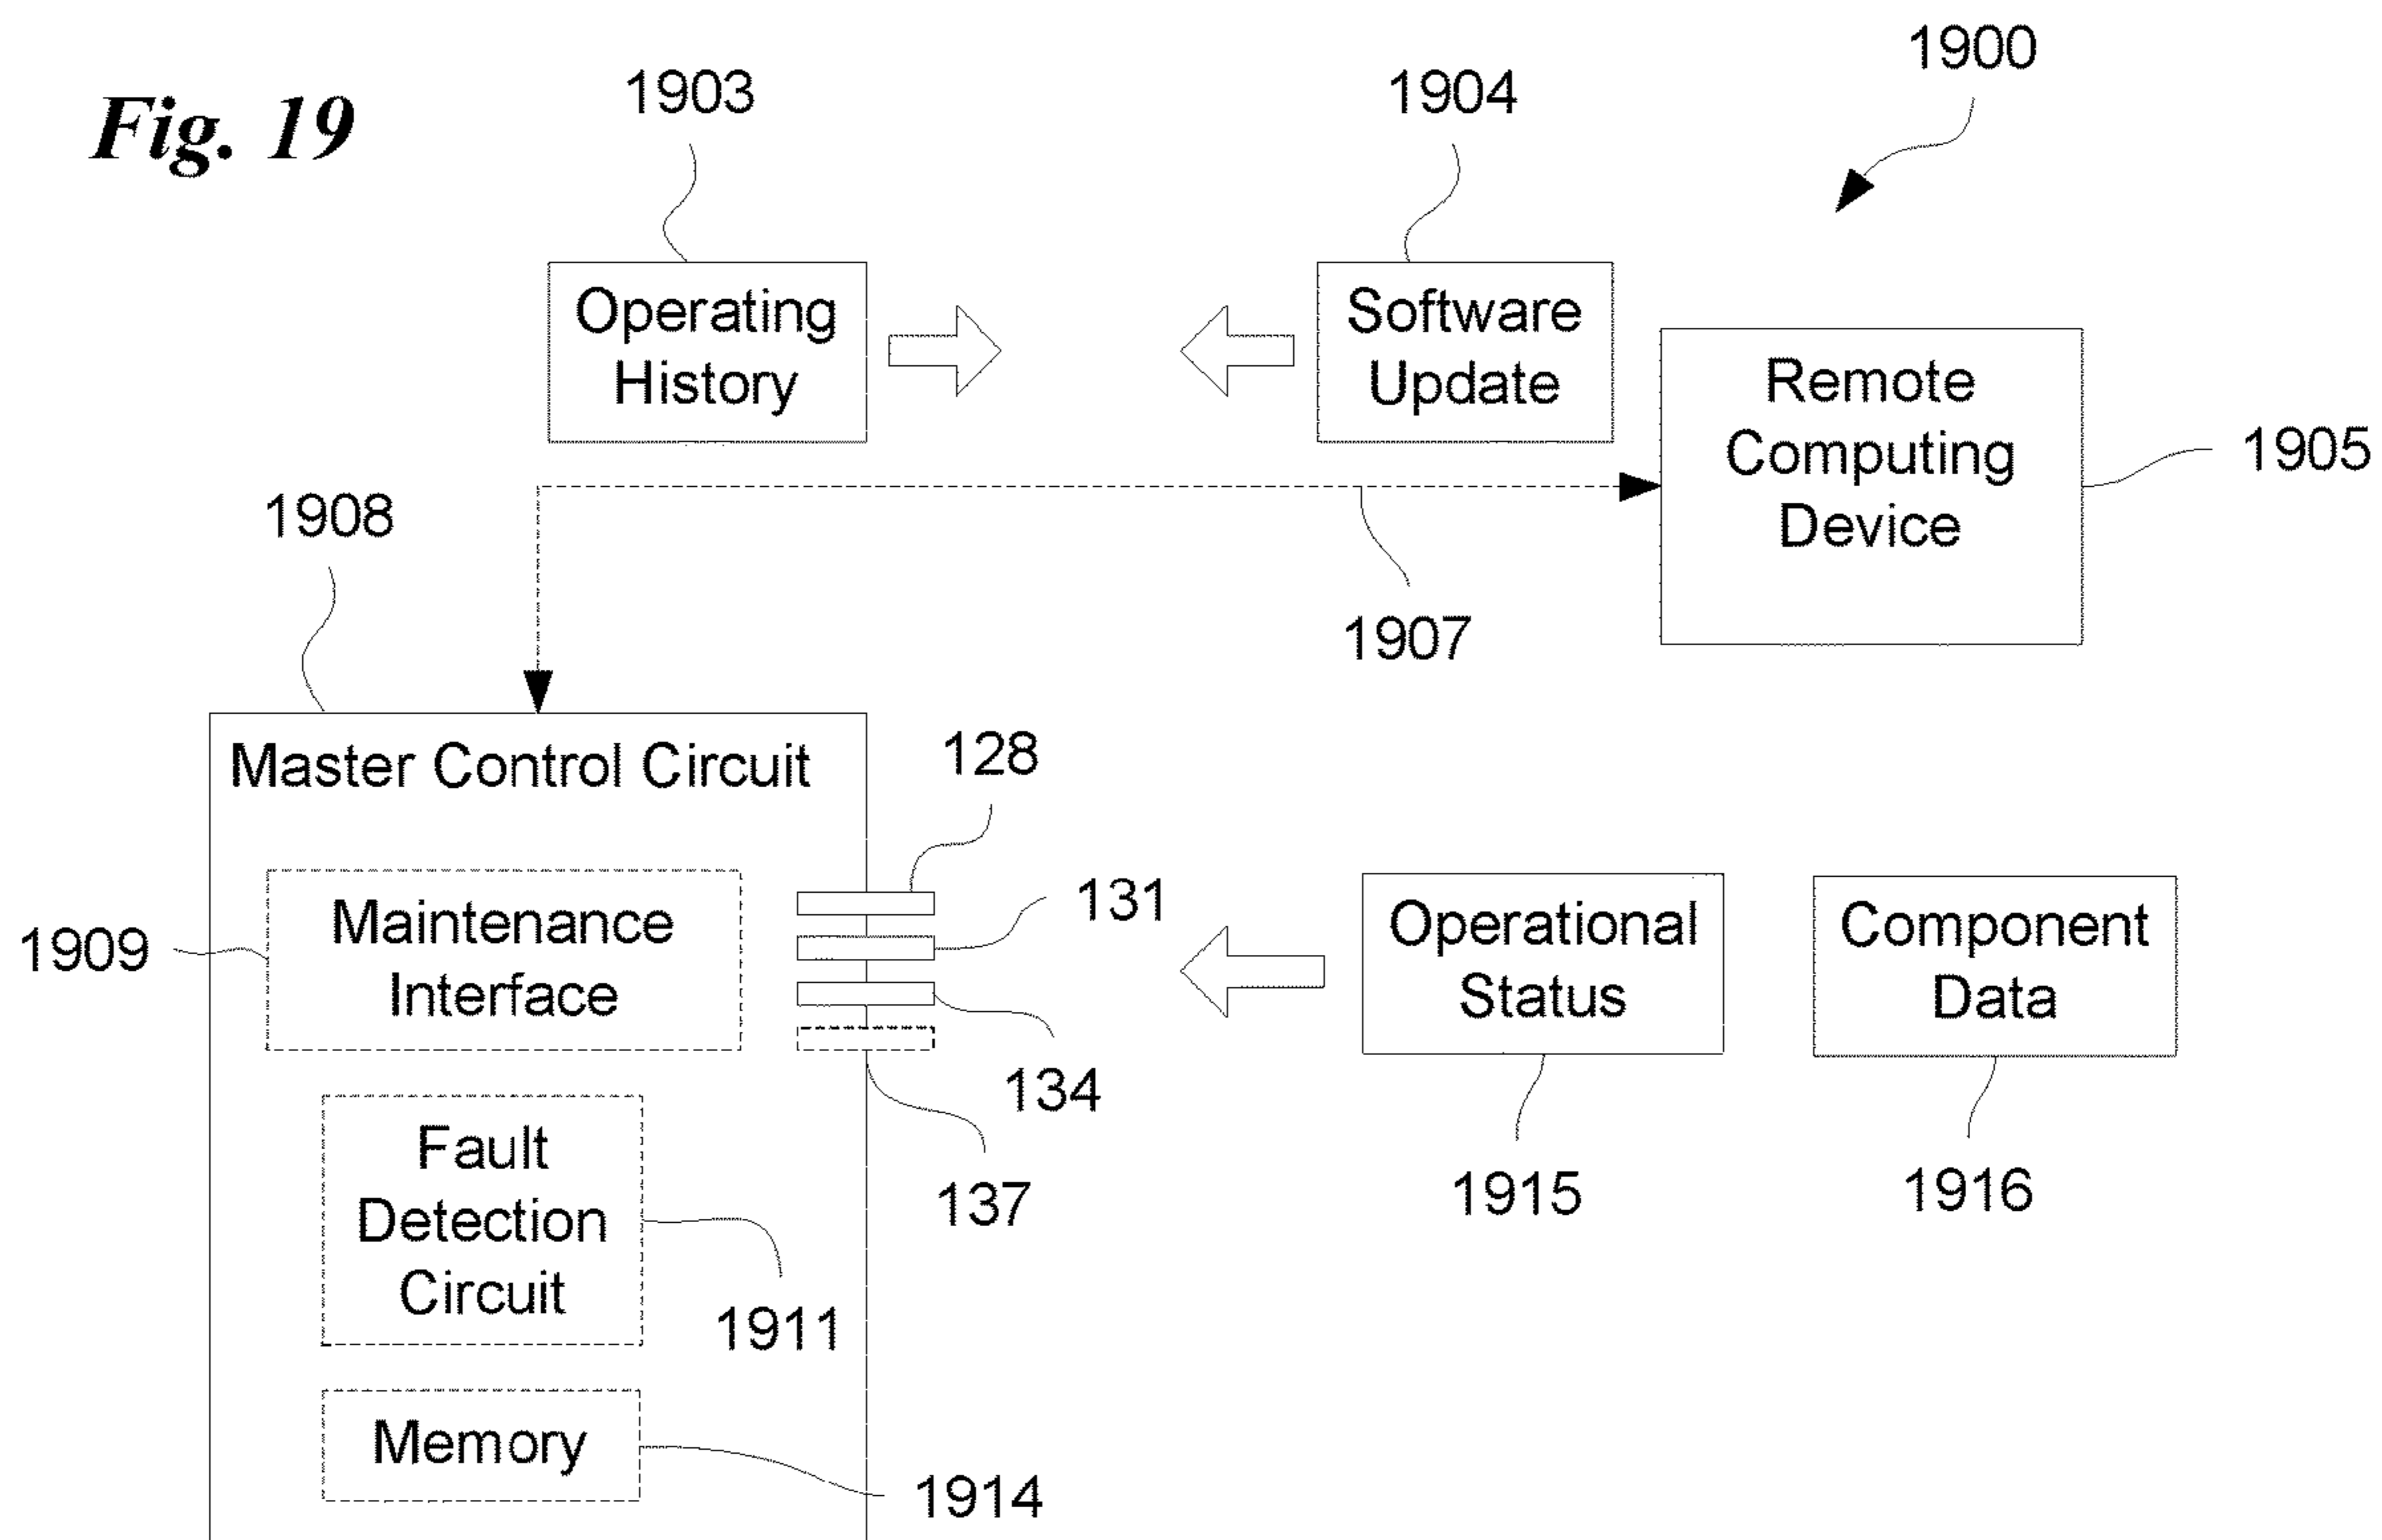 Fig. 19
1900
1903
1904
Operating
History
Software
Update
Remote
Computing
Device
1905
1907
1908
Master Control Circuit
128
131
134
137
1909
Maintenance
Interface
Operational
Status
1915
Component
Data
1916
Fault
Detection
Circuit
1911
Memory
1914